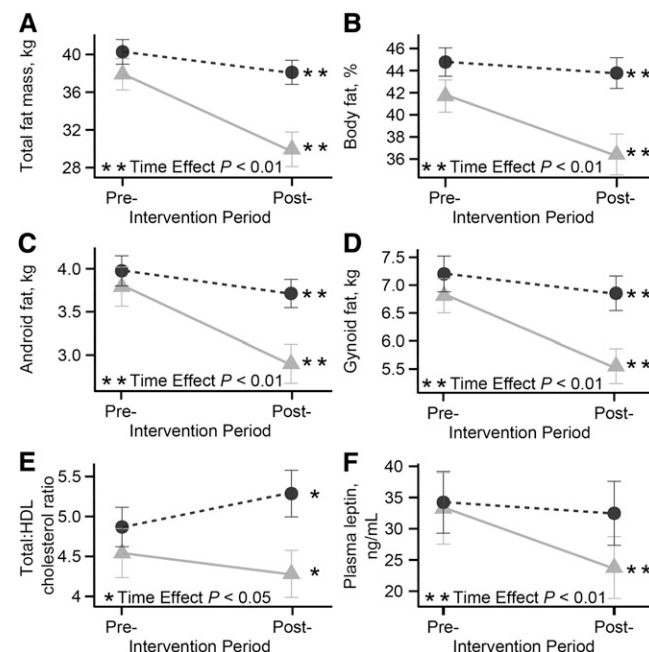 A
Total fat mass, kg
40
36
30
28
* *
* *
* * Time Effect P < 0.01
Pre-
Post-
Intervention Period
B
Body fat, %
46
44
42
40
38
36
* *
* *
* * Time Effect P < 0.01
Pre-
Post-
Intervention Period
C
Android fat, kg
4.0
3.5
3.0
* *
* *
* * Time Effect P < 0.01
Pre-
Post-
Intervention Period
D
Gynoid fat, kg
7.5
7.0
6.5
6.0
5.5
* *
* *
* * Time Effect P < 0.01
Pre-
Post-
Intervention Period
E
Total:HDL
cholesterol ratio
5.5
5.0
4.5
4
*
*
* Time Effect P < 0.05
Pre-
Post-
Intervention Period
F
Plasma leptin,
ng/mL
40
35
30
25
20
* *
* * Time Effect P < 0.01
Pre-
Post-
Intervention Period